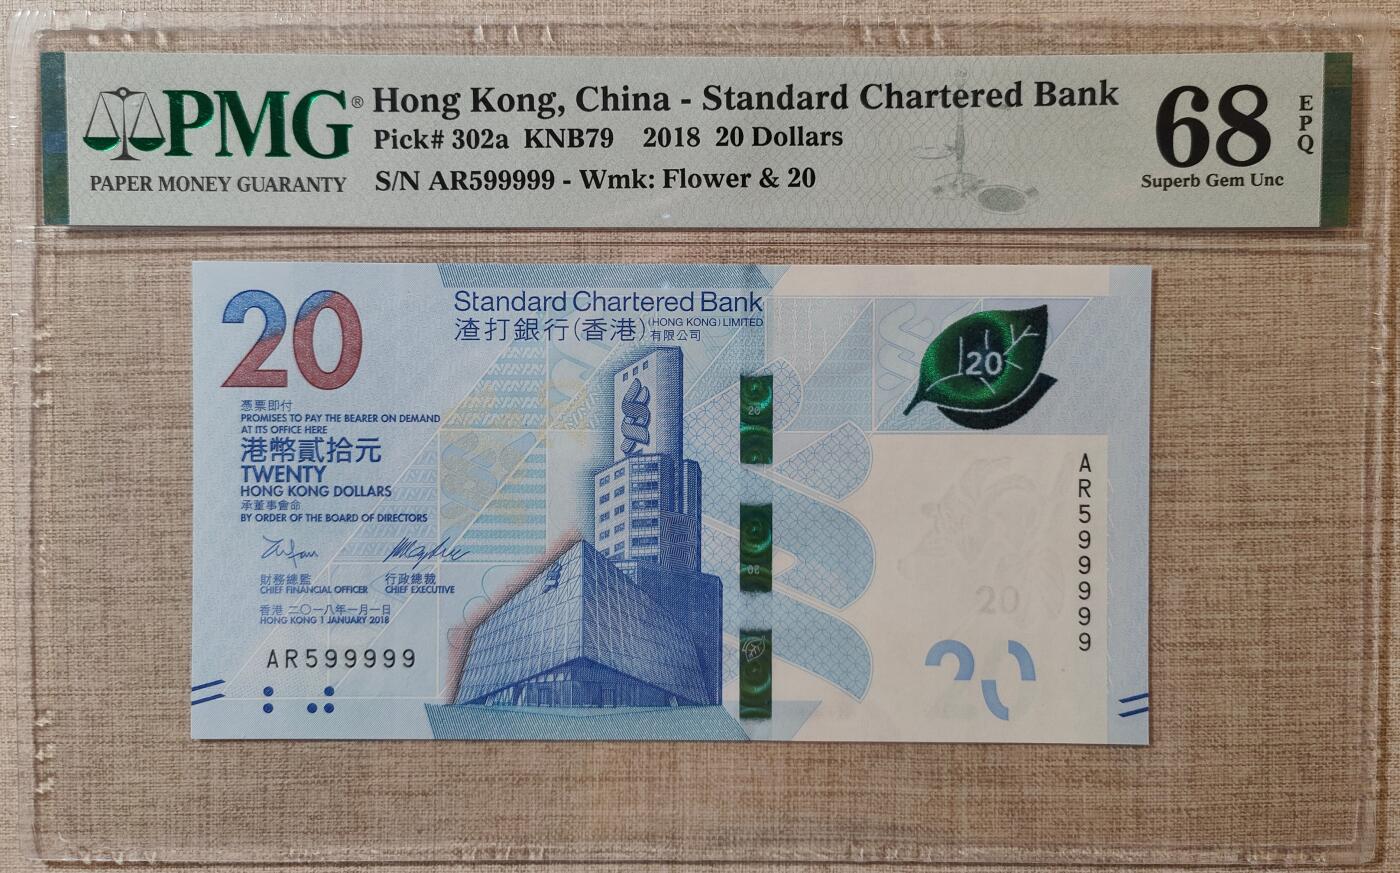 PMG®
PAPER MONEY GUARANTY
Hong Kong, China - Standard Chartered Bank
Pick# 302a KNB79 2018 20 Dollars
S/N AR599999 - Wmk: Flower & 20
68
EPQ
Superb Gem Unc
20
Standard Chartered Bank
(HONG KONG) LIMITED
渣打銀行(香港)有限公司
憑票即付
PROMISES TO PAY THE BEARER ON DEMAND
AT ITS OFFICE HERE
港幣貳拾元
TWENTY
HONG KONG DOLLARS
承董事會命
BY ORDER OF THE BOARD OF DIRECTORS
財務總監 行政總裁
CHIEF FINANCIAL OFFICER CHIEF EXECUTIVE
香港 二〇一八年一月一日
HONG KONG 1 JANUARY 2018
AR599999
20
20
20
AR599999
20
20